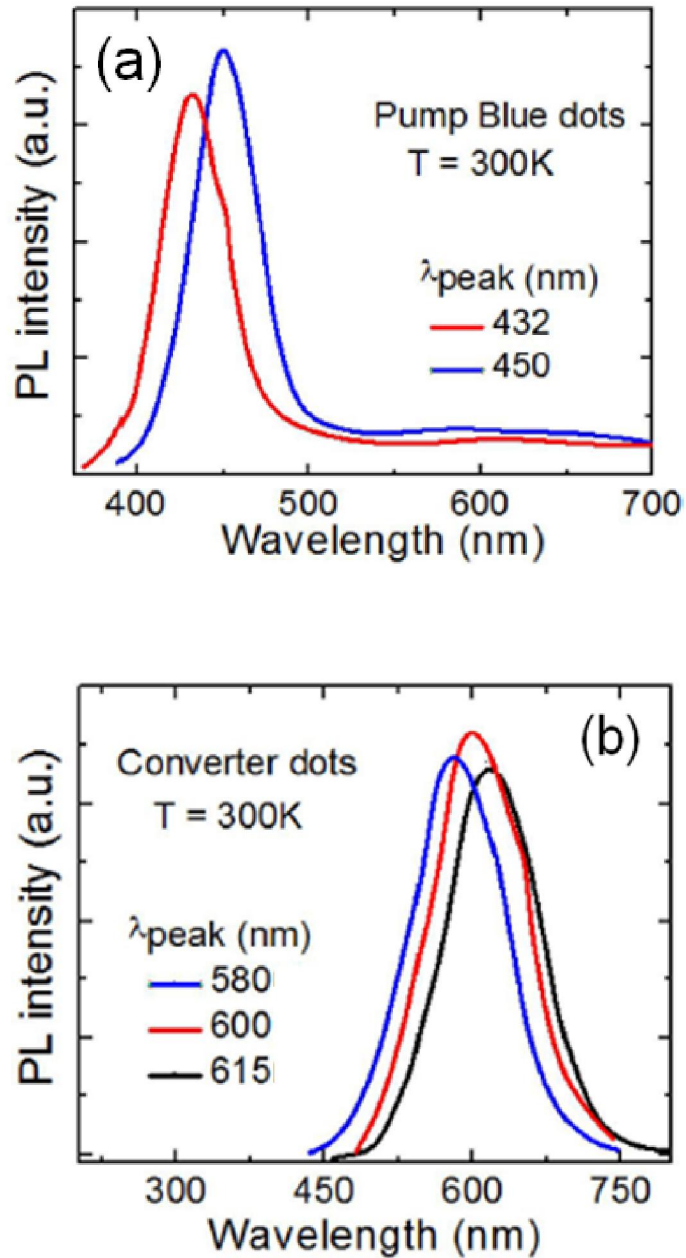 (a)
Pump Blue dots
T = 300K
λpeak (nm)
432
450
PL intensity (a.u.)
400 500 600 700
Wavelength (nm)
(b)
Converter dots
T = 300K
λpeak (nm)
580
600
615
PL intensity (a.u.)
300 450 600 750
Wavelength (nm)